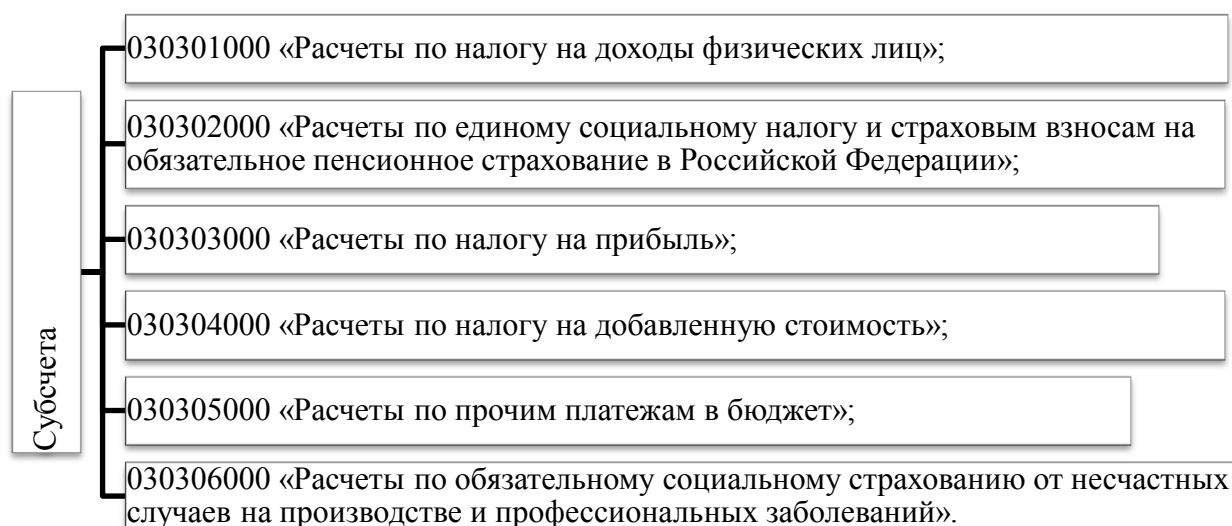 Субсчета
030301000 «Расчеты по налогу на доходы физических лиц»;
030302000 «Расчеты по единому социальному налогу и страховым взносам на
обязательное пенсионное страхование в Российской Федерации»;
030303000 «Расчеты по налогу на прибыль»;
030304000 «Расчеты по налогу на добавленную стоимость»;
030305000 «Расчеты по прочим платежам в бюджет»;
030306000 «Расчеты по обязательному социальному страхованию от несчастных
случаев на производстве и профессиональных заболеваний».